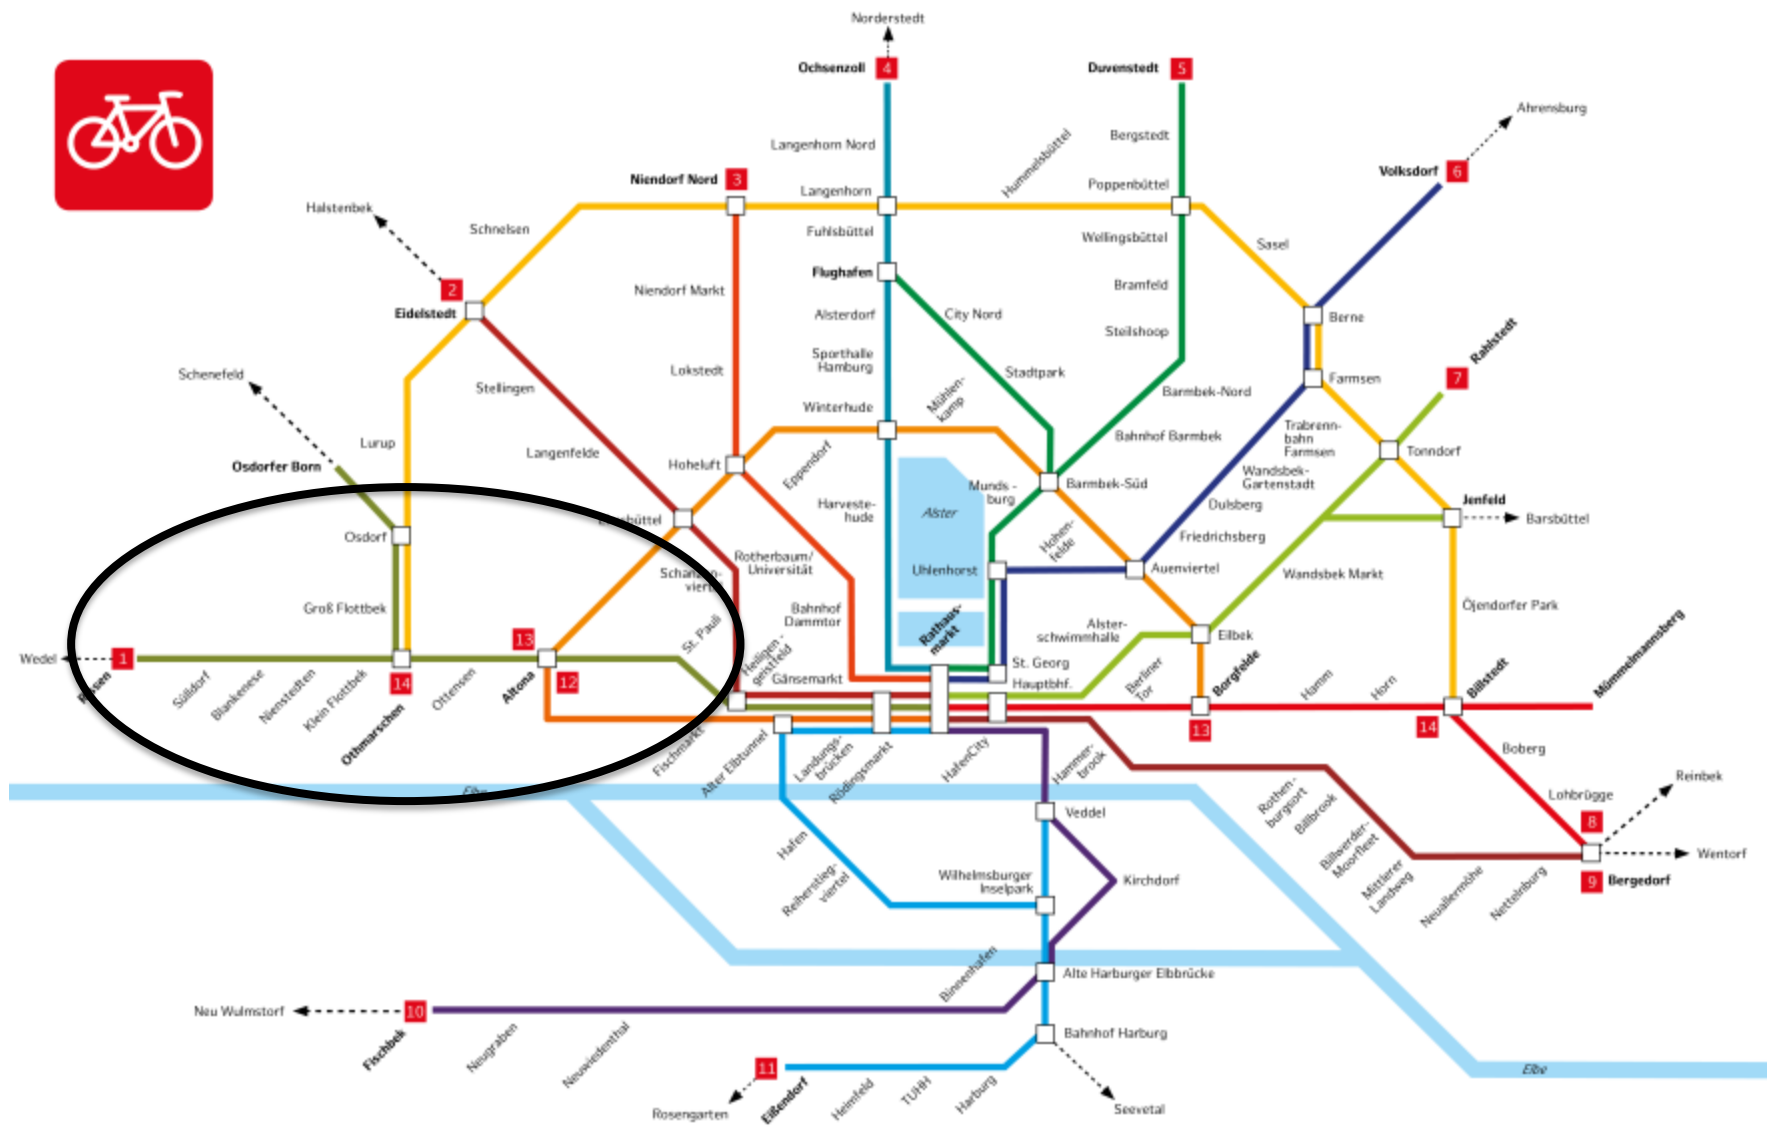 Norderstedt
Ochsenzoll
4
Duvenstedt
5
Ahrensburg
Langenhorn Nord
Hummelsbüttel
Bergstedt
Volksdorf
6
Niendorf Nord
3
Langenhorn
Poppenbüttel
Halstenbek
Schnelsen
Fuhlsbüttel
Wellingsbüttel
Sasel
Flughafen
2
Eidelstedt
Niendorf Markt
Alsterdorf
City Nord
Bramfeld
Steilshoop
Berne
Rahlstedt
7
Schenefeld
Stellingen
Lokstedt
Sporthalle
Hamburg
Stadtpark
Farmsen
Winterhude
Mühlen-
kamp
Barmbek-Nord
Lurup
Langenfelde
Bahnhof Barmbek
Trabrenn-
bahn
Farmsen
Tonndorf
Osdorfer Born
Hoheluft
Eppendorf
Munds -
burg
Barmbek-Süd
Wandsbek-
Gartenstadt
Jenfeld
Barsbüttel
Harveste-
hude
Alster
Dulsberg
büttel
Osdorf
Hohen-
felde
Friedrichsberg
Rotherbaum/
Universität
Uhlenhorst
Auenviertel
Wandsbek Markt
Groß Flottbek
Bahnhof
Dammtor
Öjendorfer Park
Rathaus-
markt
Alster-
schwimmhalle
Eilbek
13
St. Pauli
Heiligen -
geistfeld
Wedel
1
Sülldorf
Blankenese
Nienstedten
Klein Flottbek
14
Othmarschen
Ottensen
Altona
12
Gänsemarkt
St. Georg
Hauptbhf.
Berliner
Tor
Borgfelde
13
Hamm
Horn
Billstedt
14
Mümmelmannsberg
Fischmarkt
Alter Elbtunnel
Landungs-
brücken
Rödingsmarkt
HafenCity
Hammer-
brook
Boberg
Reinbek
Lohbrügge
8
Rothen-
burgsort
Billbrook
Billwerder-
Moorfleet
Mittlerer
Landweg
Neuallermöhe
Nettelnburg
Wentorf
9
Bergedorf
Veddel
Hafen
Reiherstieg-
viertel
Wilhelmsburger
Inselpark
Kirchdorf
Binnenhafen
Alte Harburger Elbbrücke
Neu Wulmstorf
10
Fischbek
Neugraben
Neuwiedenthal
Bahnhof Harburg
11
Eißendorf
Heimfeld
TUHH
Harburg
Rosengarten
Seevetal
Elbe